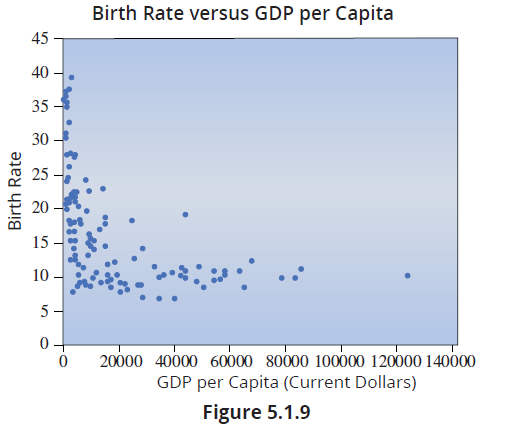 Birth Rate versus GDP per Capita
45
40
35
30
25
20
15
10
5
0
Birth Rate
0 20000 40000 60000 80000 100000 120000 140000
GDP per Capita (Current Dollars)
Figure 5.1.9